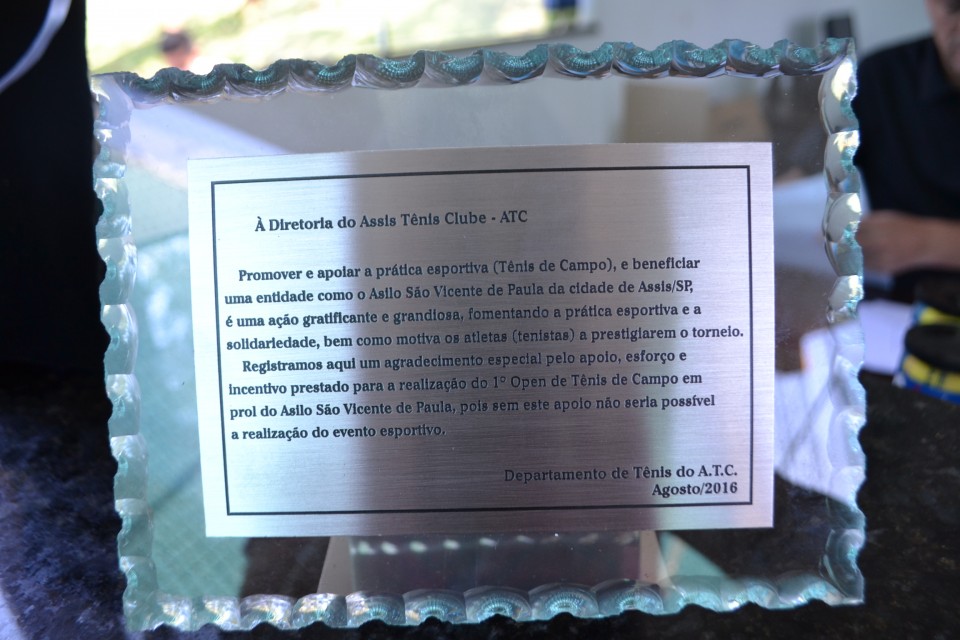 À Diretoria do Assis Tênis Clube - ATC
Promover e apoiar a prática esportiva (Tênis de Campo), e beneficiar
uma entidade como o Asilo São Vicente de Paula da cidade de Assis/SP,
é uma ação gratificante e grandiosa, fomentando a prática esportiva e a
solidariedade, bem como motiva os atletas (tenistas) a prestigiarem o torneio.
Registramos aqui um agradecimento especial pelo apoio, esforço e
incentivo prestado para a realização do 1º Open de Tênis de Campo em
prol do Asilo São Vicente de Paula, pois sem este apoio não seria possível
a realização do evento esportivo.
Departamento de Tênis do A.T.C.
Agosto/2016